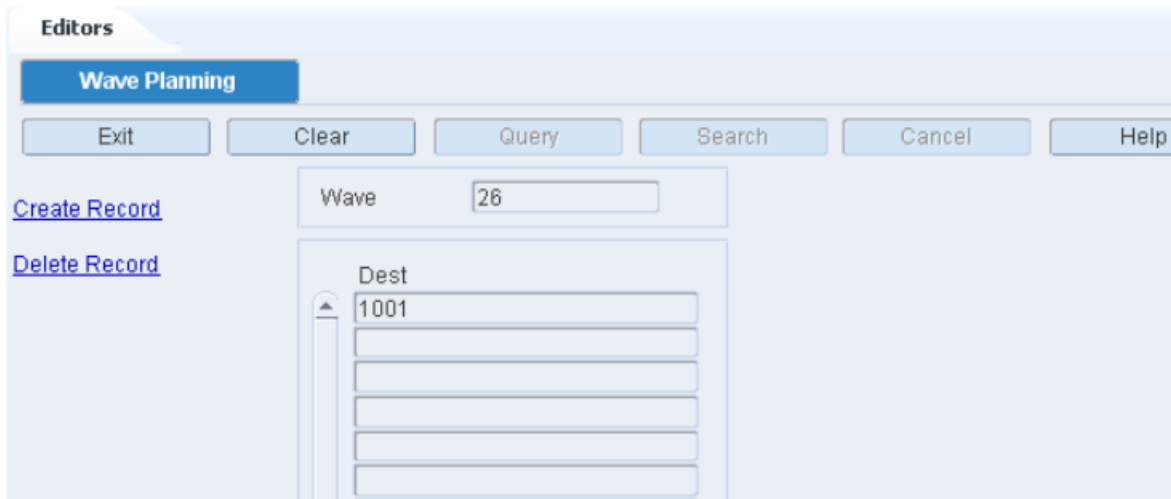 Editors
Wave Planning
Exit Clear Query Search Cancel Help
Create Record
Wave 26
Delete Record
Dest
1001